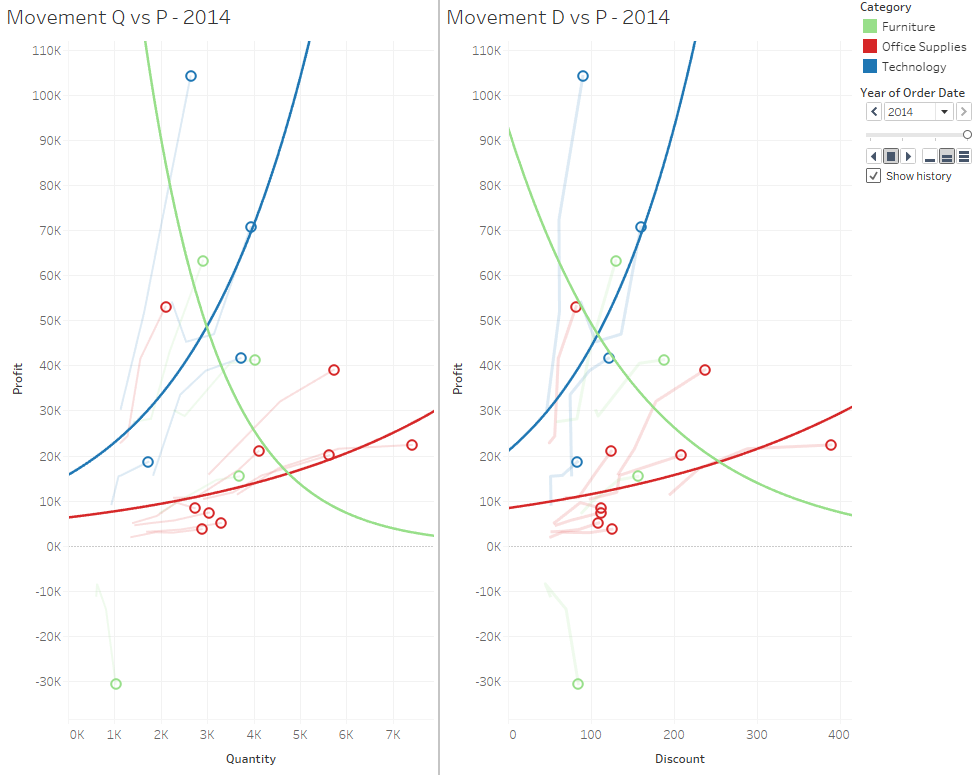 Movement Q vs P - 2014
110K
100K
90K
80K
70K
60K
50K
40K
30K
20K
10K
0K
-10K
-20K
-30K
Profit
0K 1K 2K 3K 4K 5K 6K 7K
Quantity
Movement D vs P - 2014
110K
100K
90K
80K
70K
60K
50K
40K
30K
20K
10K
0K
-10K
-20K
-30K
Profit
0 100 200 300 400
Discount
Category
Furniture
Office Supplies
Technology
Year of Order Date
2014
Show history